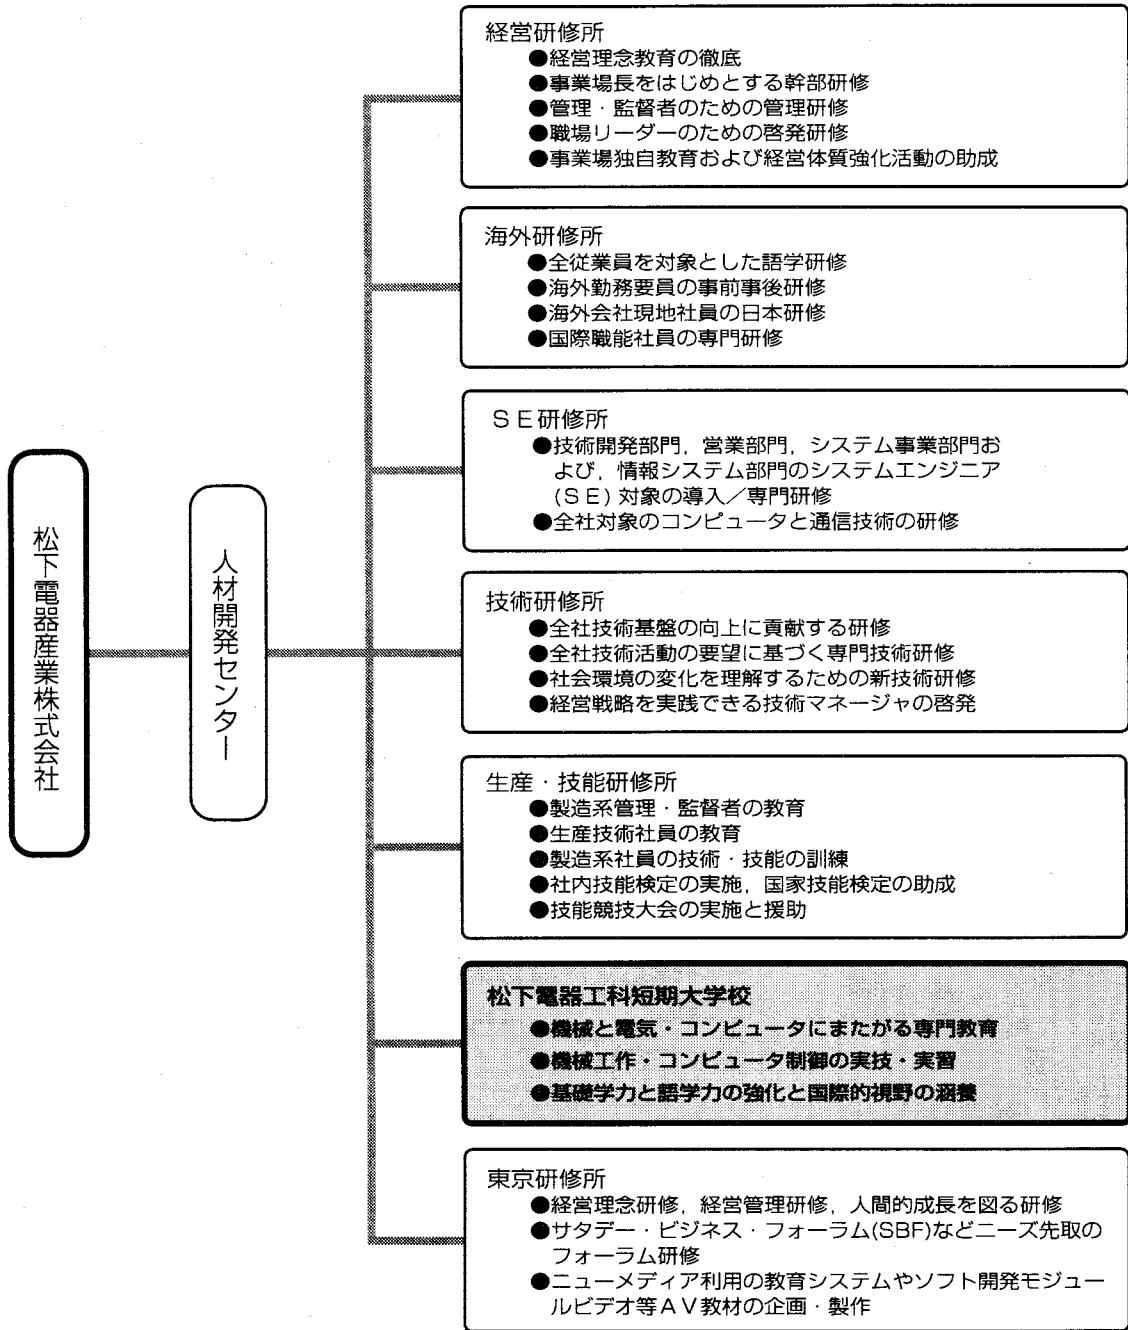 松下電器産業株式会社
人材開発センター
経営研修所
●経営理念教育の徹底
●事業場長をはじめとする幹部研修
●管理・監督者のための管理研修
●職場リーダーのための啓発研修
●事業場独自教育および経営体質強化活動の助成
海外研修所
●全従業員を対象とした語学研修
●海外勤務要員の事前事後研修
●海外会社現地社員の日本研修
●国際職能社員の専門研修
SE研修所
●技術開発部門，営業部門，システム事業部門お
よび，情報システム部門のシステムエンジニア
(SE)対象の導入／専門研修
●全社対象のコンピュータと通信技術の研修
技術研修所
●全社技術基盤の向上に貢献する研修
●全社技術活動の要望に基づく専門技術研修
●社会環境の変化を理解するための新技術研修
●経営戦略を実践できる技術マネージャの啓発
生産・技能研修所
●製造系管理・監督者の教育
●生産技術社員の教育
●製造系社員の技術・技能の訓練
●社内技能検定の実施，国家技能検定の助成
●技能競技大会の実施と援助
松下電器工科短期大学校
●機械と電気・コンピュータにまたがる専門教育
●機械工作・コンピュータ制御の実技・実習
●基礎学力と語学力の強化と国際的視野の涵養
東京研修所
●経営理念研修，経営管理研修，人間的成長を図る研修
●サタデー・ビジネス・フォーラム(SBF)などニーズ先取の
フォーラム研修
●ニューメディア利用の教育システムやソフト開発モジュー
ルビデオ等ＡＶ教材の企画・製作